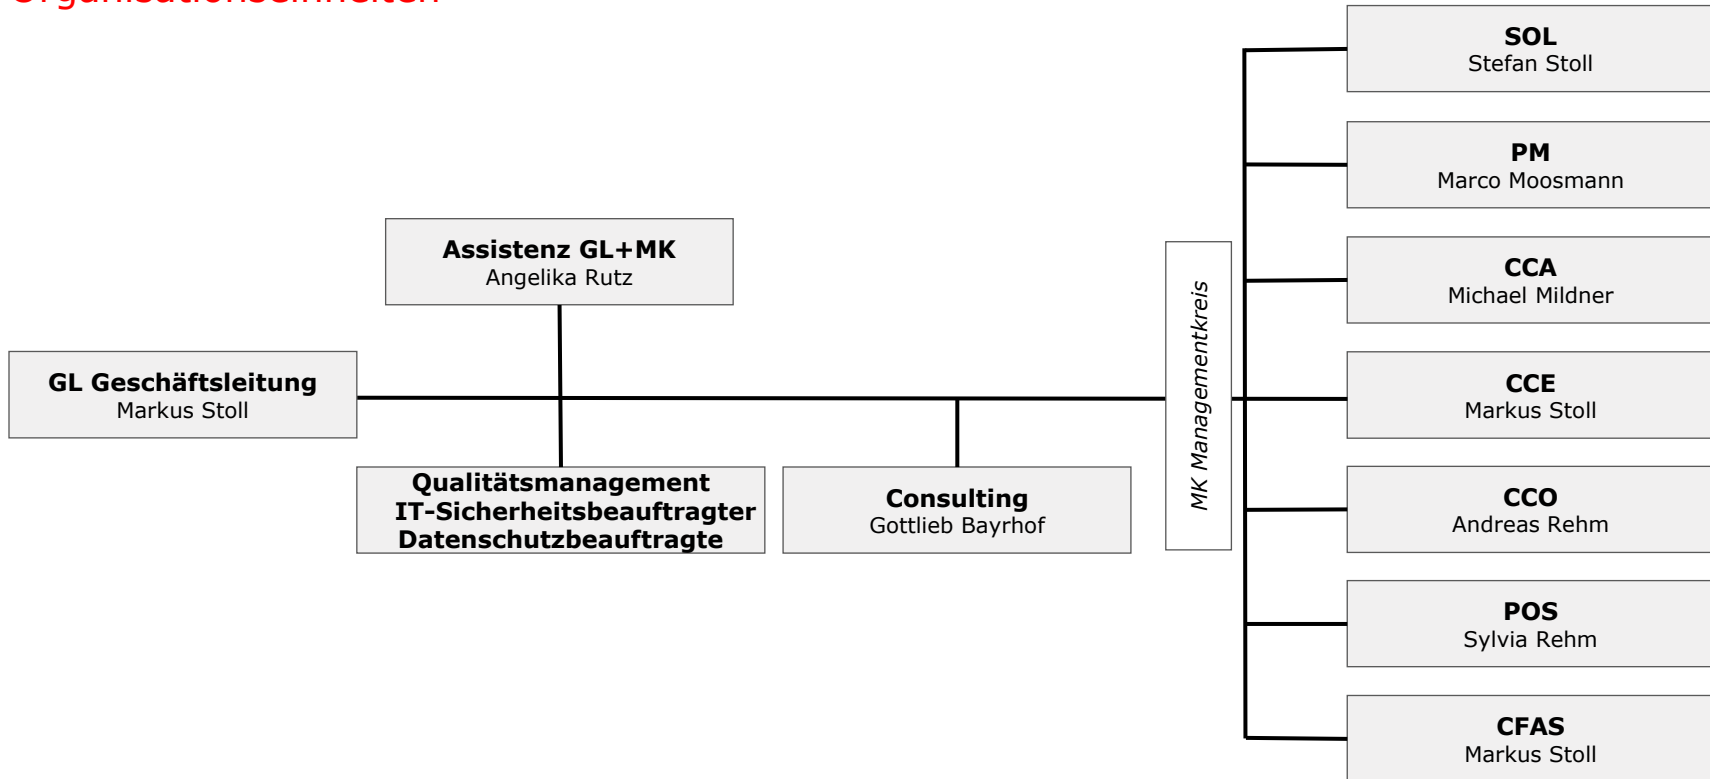 Organisationseinheiten
SOL
Stefan Stoll
PM
Marco Moosmann
Assistenz GL+MK
Angelika Rutz
CCA
Michael Mildner
GL Geschäftsleitung
Markus Stoll
MK Managementkreis
CCE
Markus Stoll
Qualitätsmanagement
IT-Sicherheitsbeauftragter
Datenschutzbeauftragte
Consulting
Gottlieb Bayrhof
CCO
Andreas Rehm
POS
Sylvia Rehm
CFAS
Markus Stoll